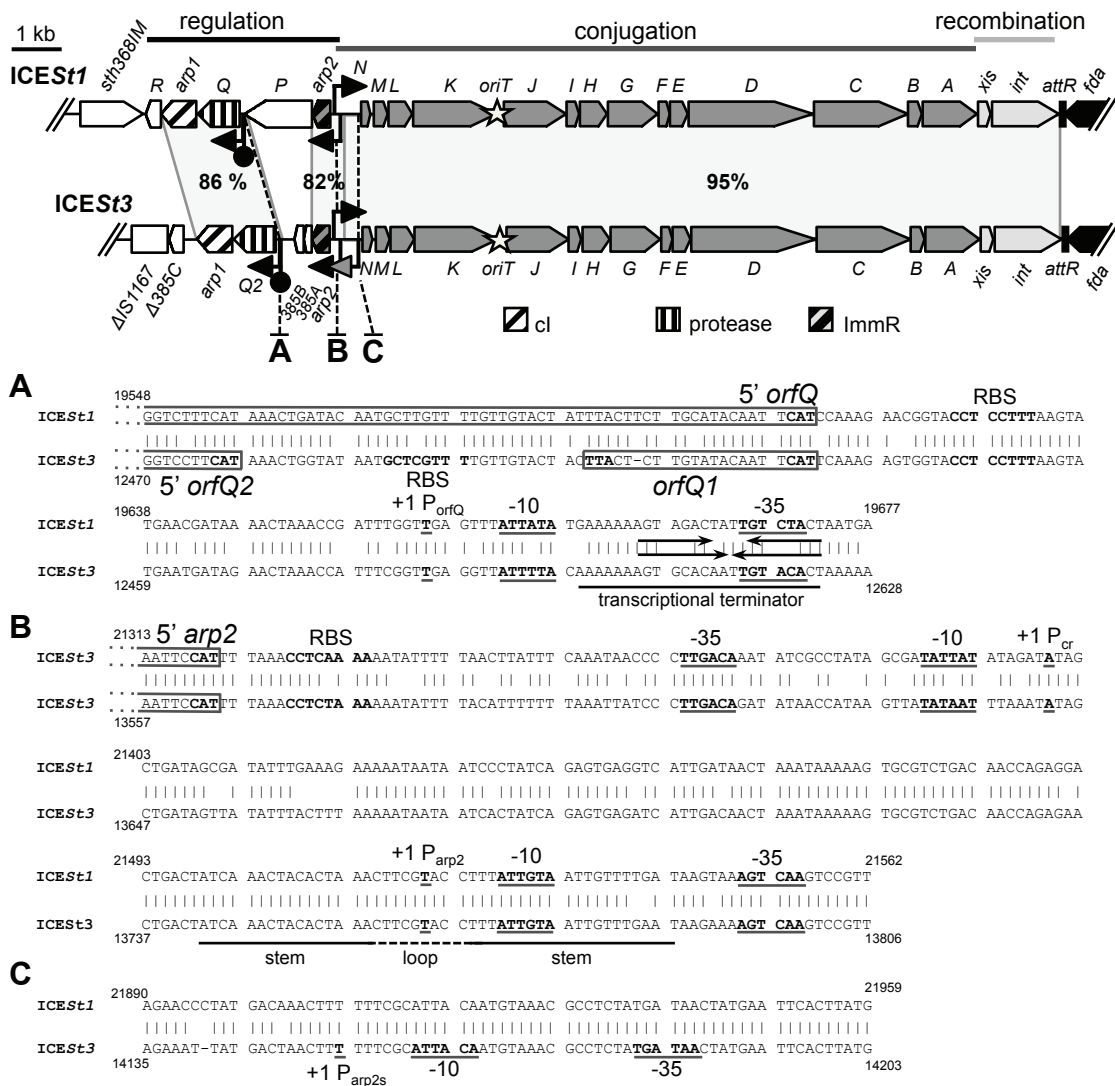 regulation
conjugation
recombination
1 kb
ICESt1
sth368IM R arp1 Q P arp2 N M L K oriT J I H G F E D C B A xis int attR fda
86 % 82% 95%
ICESt3
ΔIS1167 Δ385C arp1 Q2 385B 385A arp2 N M L K oriT J I H G F E D C B A xis int attR fda
cI protease ImmR
A B C
A
19548 5' orfQ RBS
ICESt1 GGTCTTTCAT AAACTGATAC AATGCTTGTT TTGTTGTACT ATTTACTTCT TGCATACAAT TCATCCAAAG AACGGTACCT CCTTTAAGTA
ICESt3 GGTCCTTCAT AAACTGGTAT AATGCTCGTT TTGTTGTACT ACTTACT-CT TGTATACAAT TCATTCAAAG AGTGGTACCT CCTTTAAGTA
12470 5' orfQ2 RBS orfQ1
19638 +1 PorfQ -10 -35 19677
ICESt1 TGAACGATAA AACTAAACCG ATTTGGTTGA GTTTATTATA TGAAAAAAGT AGACTATTGT CTACTAATGA
ICESt3 TGAATGATAG AACTAAACCA TTTCGGTTGA GGTTATTTTA CAAAAAAAGT GCACAATTGT ACACTAAAAA
12459 12628
transcriptional terminator
B
21313 5' arp2 RBS -35 -10 +1 Pcr
ICESt3 AATTCCATTT TAAACCTCAA AAAATATTTT TAACTTATTT CAAATAACCC CTTGACAAAT ATCGCCTATA GCGATATTAT ATAGATATAG
ICESt3 AATTCCATTT TAAACCTCTA AAAAATATTT TACATTTTTT TAAATTATCC CTTGACAGAT ATAACCATAA GTTATATAAT TTAAATATAG
13557
21403
ICESt1 CTGATAGCGA TATTTGAAAG AAAAATAATA ATCCCTATCA GAGTGAGGTC ATTGATAACT AAATAAAAAG TGCGTCTGAC AACCAGAGGA
ICESt3 CTGATAGTTA TATTTACTTT AAAAATAATA ATCACTATCA GAGTGAGATC ATTGACAACT AAATAAAAAG TGCGTCTGAC AACCAGAGAA
13647
21493 +1 Parp2 -10 -35 21562
ICESt1 CTGACTATCA AACTACACTA AACTTCGTAC CTTTATTGTA ATTGTTTTGA TAAGTAAAGT CAAGTCCGTT
ICESt3 CTGACTATCA AACTACACTA AACTTCGTAC CTTTATTGTA ATTGTTTGAA TAAGAAAAGT CAAGTCCGTT
13737 13806
stem loop stem
C
21890 21959
ICESt1 AGAACCCTAT GACAAACTTT TTTCGCATTA CAATGTAAAC GCCTCTATGA TAACTATGAA TTCACTTATG
ICESt3 AGAAAT-TAT GACTAACTTT TTTCGCATTA CAATGTAAAC GCCTCTATGA TAACTATGAA TTCACTTATG
14135 +1 Parp2s -10 -35 14203